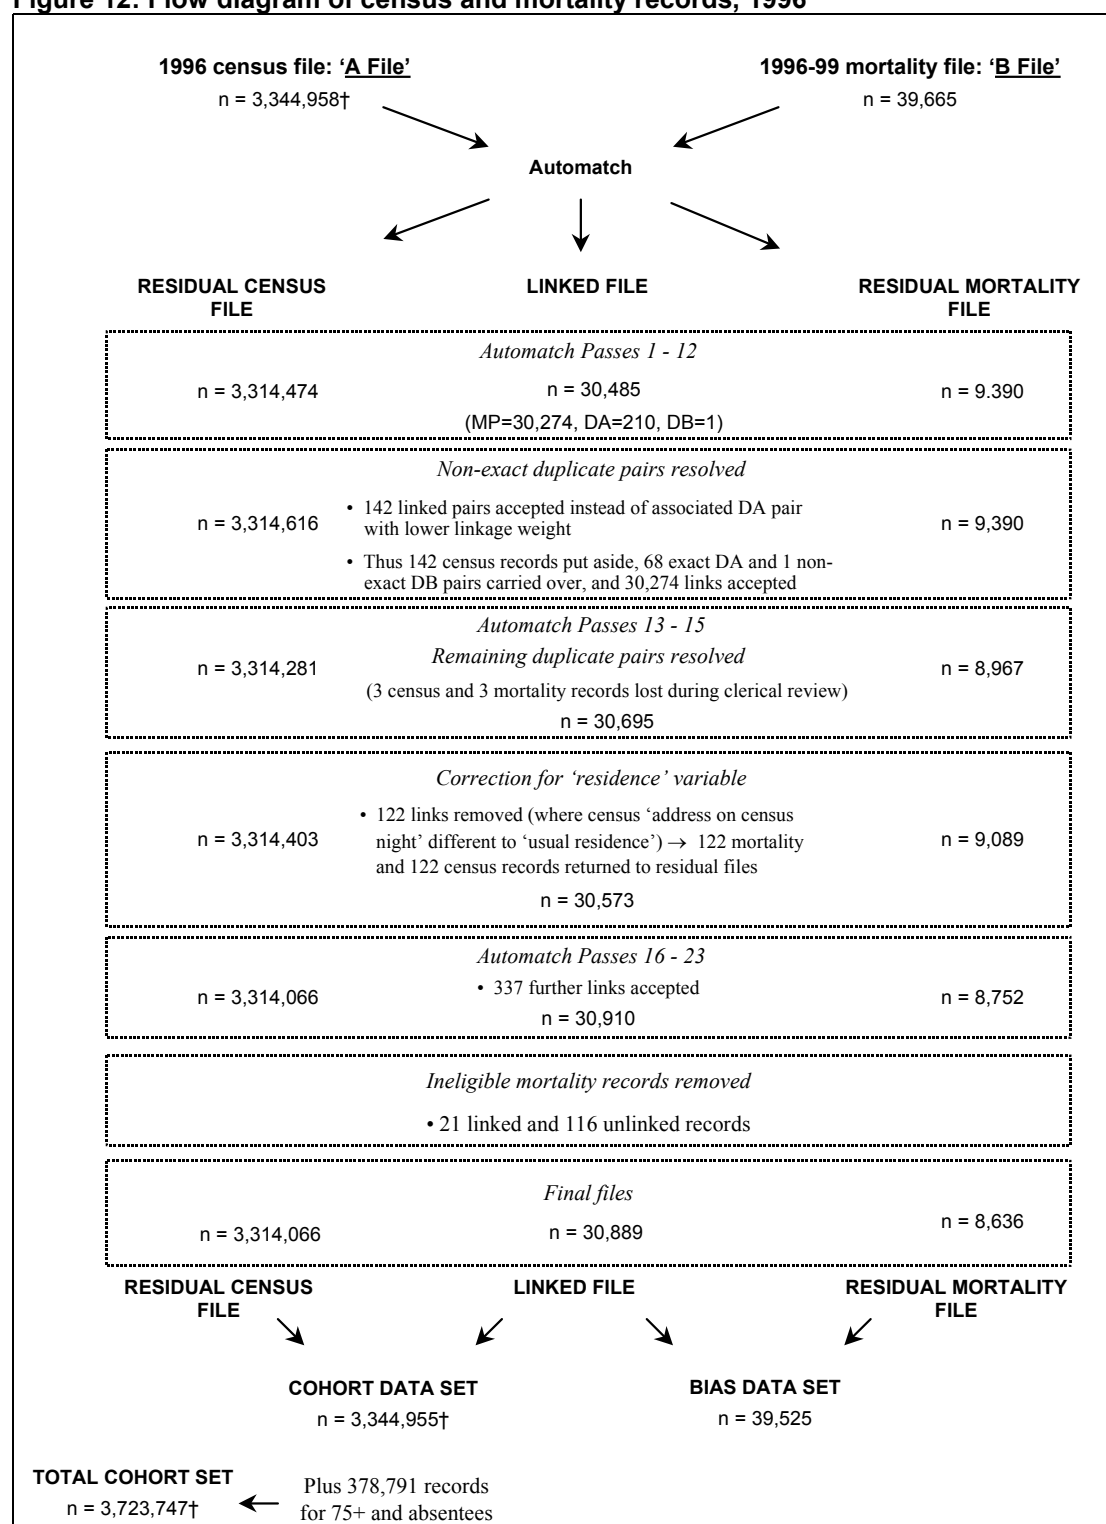 Figure 12: Flow diagram of census and mortality records, 1996
1996 census file: ‘A File’
n = 3,344,958†
1996-99 mortality file: ‘B File’
n = 39,665
Automatch
RESIDUAL CENSUS
FILE
LINKED FILE
RESIDUAL MORTALITY
FILE
Automatch Passes 1 - 12
n = 3,314,474
n = 30,485
n = 9.390
(MP=30,274, DA=210, DB=1)
Non-exact duplicate pairs resolved
n = 3,314,616
• 142 linked pairs accepted instead of associated DA pair
with lower linkage weight
• Thus 142 census records put aside, 68 exact DA and 1 non-
exact DB pairs carried over, and 30,274 links accepted
n = 9,390
Automatch Passes 13 - 15
Remaining duplicate pairs resolved
n = 3,314,281
(3 census and 3 mortality records lost during clerical review)
n = 30,695
n = 8,967
Correction for ‘residence’ variable
n = 3,314,403
• 122 links removed (where census ‘address on census
night’ different to ‘usual residence’) → 122 mortality
and 122 census records returned to residual files
n = 30,573
n = 9,089
Automatch Passes 16 - 23
n = 3,314,066
• 337 further links accepted
n = 30,910
n = 8,752
Ineligible mortality records removed
• 21 linked and 116 unlinked records
Final files
n = 3,314,066
n = 30,889
n = 8,636
RESIDUAL CENSUS
FILE
LINKED FILE
RESIDUAL MORTALITY
FILE
COHORT DATA SET
n = 3,344,955†
BIAS DATA SET
n = 39,525
TOTAL COHORT SET
n = 3,723,747†
Plus 378,791 records
for 75+ and absentees